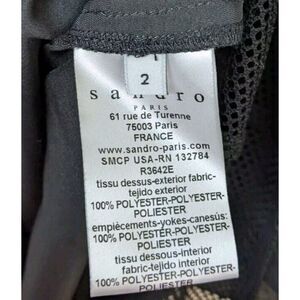 2
sandro
PARIS
61 rue de Turenne
75003 Paris
FRANCE
www.sandro-paris.com
SMCP USA-RN 132784
R3642E
tissu dessus-exterior fabric-
tejido exterior
100% POLYESTER-POLYESTER-
POLIESTER
empiècements-yokes-canesús:
100% POLYESTER-POLYESTER-
POLIESTER
tissu dessous-interior
fabric-tejido interior
100% POLYESTER-POLYESTER-